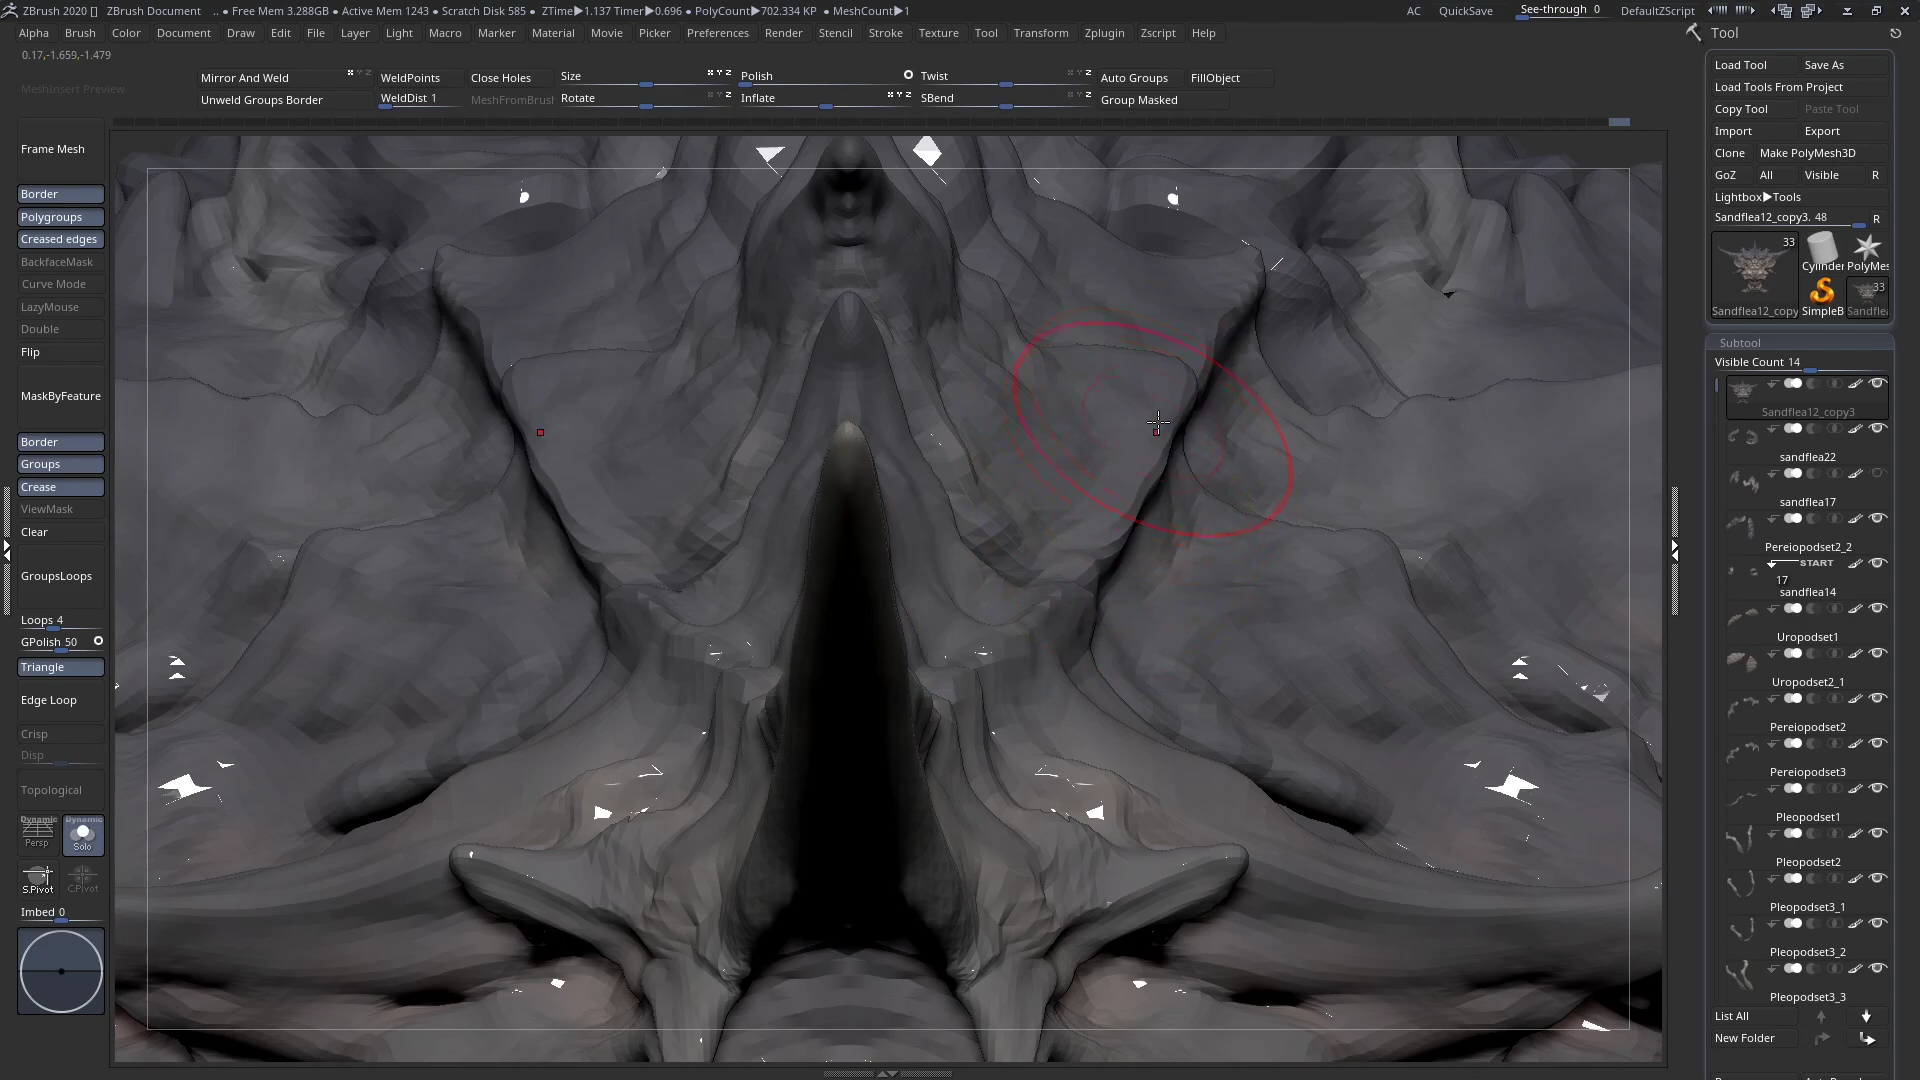 ZBrush 2020 [] ZBrush Document .. • Free Mem 3.288GB • Active Mem 1243 • Scratch Disk 585 • ZTime▶1.137 Timer▶0.696 • PolyCount▶702.334 KP • MeshCount▶1 AC QuickSave See-through 0 DefaultZScript
Alpha Brush Color Document Draw Edit File Layer Light Macro Marker Material Movie Picker Preferences Render Stencil Stroke Texture Tool Transform Zplugin Zscript Help Tool
0.17,-1.659,-1.479
MeshInsert Preview
Mirror And Weld WeldPoints Close Holes Size Polish Twist Auto Groups FillObject
Unweld Groups Border WeldDist 1 MeshFromBrush Rotate Inflate SBend Group Masked
Frame Mesh
Border
Polygroups
Creased edges
BackfaceMask
Curve Mode
LazyMouse
Double
Flip
MaskByFeature
Border
Groups
Crease
ViewMask
Clear
GroupsLoops
Loops 4
GPolish 50
Triangle
Edge Loop
Crisp
Disp
Topological
Dynamic Dynamic
Persp Solo
S.Pivot C.Pivot
Imbed 0
Load Tool Save As
Load Tools From Project
Copy Tool Paste Tool
Import Export
Clone Make PolyMesh3D
GoZ All Visible R
Lightbox▶Tools
Sandflea12_copy3. 48 R
33
Cylinder PolyMes
33
Sandflea12_copy SimpleB Sandflea
Subtool
Visible Count 14
Sandflea12_copy3
sandflea22
sandflea17
Pereiopodset2_2
START
17
sandflea14
Uropodset1
Uropodset2_1
Pereiopodset2
Pereiopodset3
Pleopodset1
Pleopodset2
Pleopodset3_1
Pleopodset3_2
Pleopodset3_3
List All
New Folder